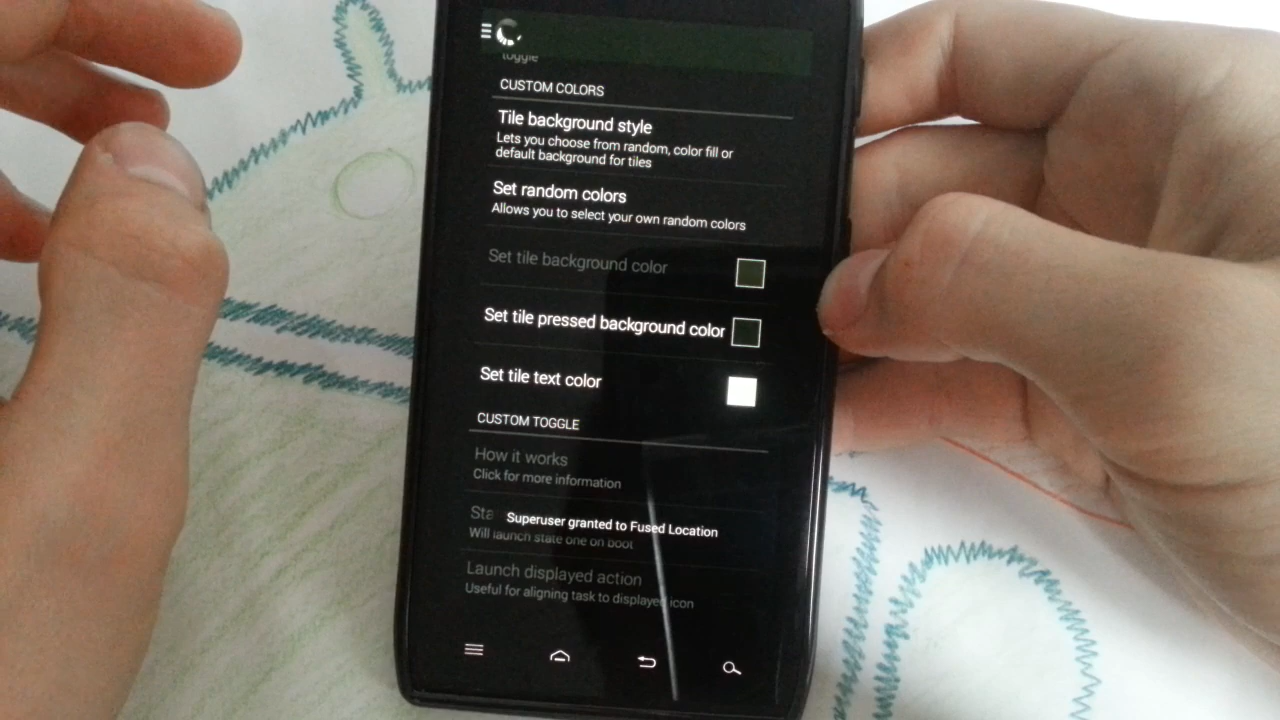 toggle
CUSTOM COLORS
Tile background style
Lets you choose from random, color fill or
default background for tiles
Set random colors
Allows you to select your own random colors
Set tile background color
Set tile pressed background color
Set tile text color
CUSTOM TOGGLE
How it works
Click for more information
Sta
Superuser granted to Fused Location
Will launch state one on boot
Launch displayed action
Useful for aligning task to displayed icon